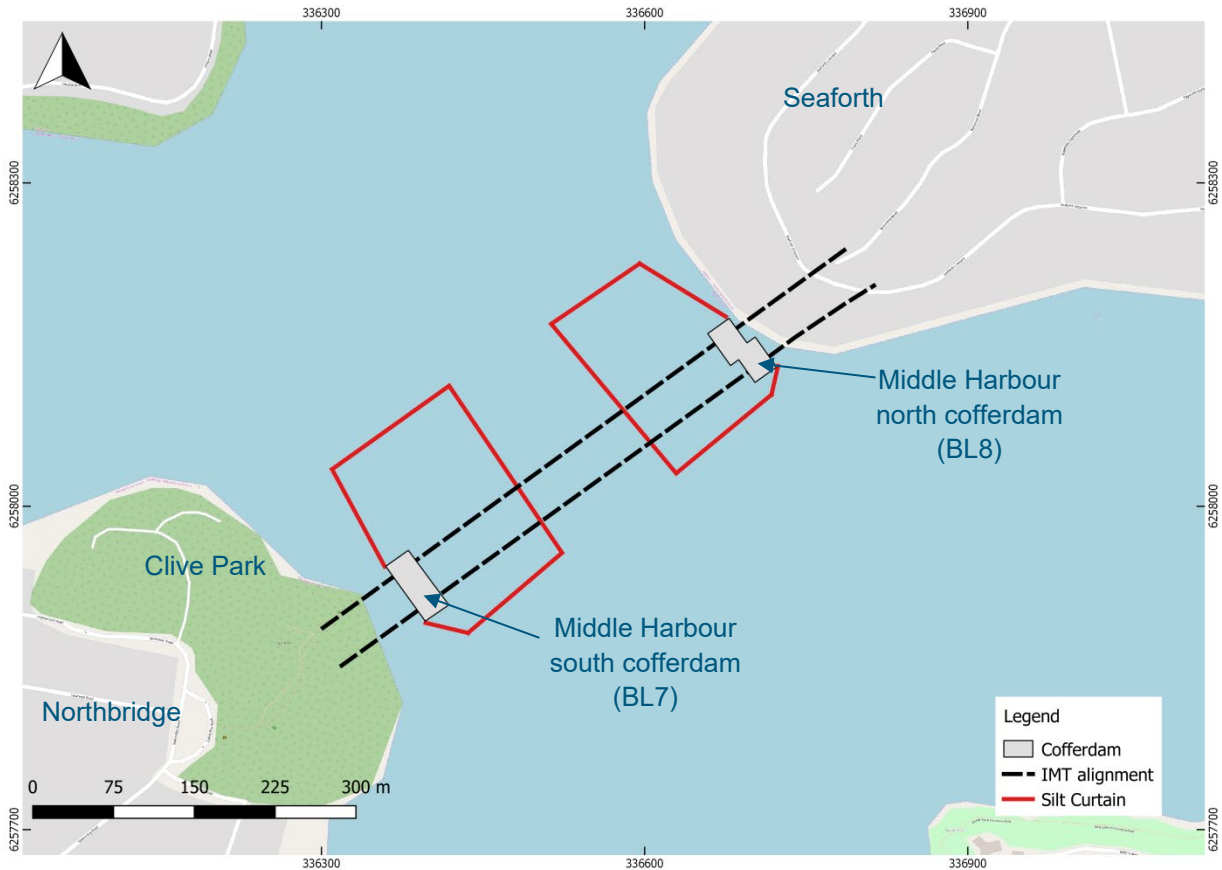 336300
336600
336900
Seaforth
6258300
6258300
Middle Harbour
north cofferdam
(BL8)
6258000
6258000
Clive Park
Middle Harbour
south cofferdam
(BL7)
Northbridge
Legend
Cofferdam
IMT alignment
Silt Curtain
0 75 150 225 300 m
6257700
6257700
336300
336600
336900